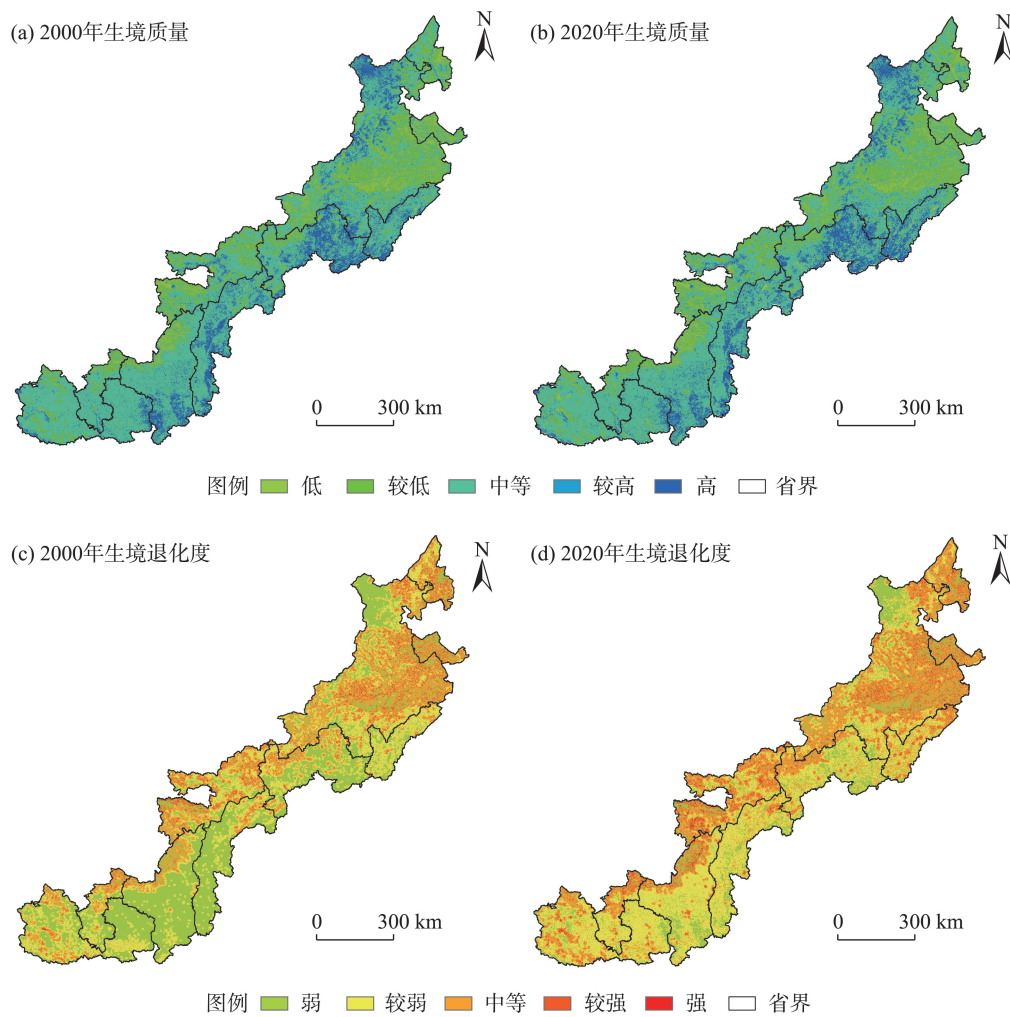 (a) 2000年生境质量
N
(b) 2020年生境质量
N
0 300 km
0 300 km
图例 低 较低 中等 较高 高 省界
(c) 2000年生境退化度
N
(d) 2020年生境退化度
N
0 300 km
0 300 km
图例 弱 较弱 中等 较强 强 省界